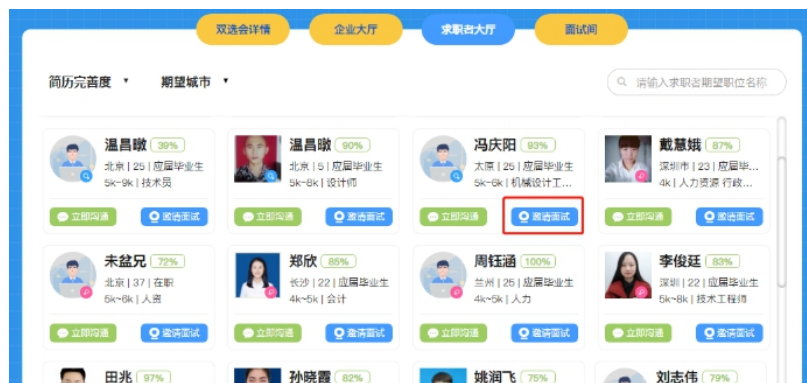 双选会详情 企业大厅 求职者大厅 面试间
简历完善度 期望城市 请输入求职者期望职位名称
温昌暾 39% 温昌暾 90% 冯庆阳 93% 戴慧娥 87%
北京 | 25 | 应届毕业生 北京 | 5 | 应届毕业生 太原 | 25 | 应届毕业生 深圳市 | 23 | 应届毕...
5k~9k | 技术员 5k~8k | 设计师 5k~6k | 机械设计工... 4k | 人力资源 行政...
立即沟通 邀请面试 立即沟通 邀请面试 立即沟通 邀请面试 立即沟通 邀请面试
未盆兄 72% 郑欣 85% 周钰涵 100% 李俊廷 83%
北京 | 37 | 在职 长沙 | 22 | 应届毕业生 兰州 | 25 | 应届毕业生 深圳 | 22 | 应届毕业生
5k~6k | 人资 4k~5k | 会计 4k~5k | 人力 5k~8k | 技术工程师
立即沟通 邀请面试 立即沟通 邀请面试 立即沟通 邀请面试 立即沟通 邀请面试
田兆 97% 孙晓霞 82% 姚润飞 75% 刘志伟 79%